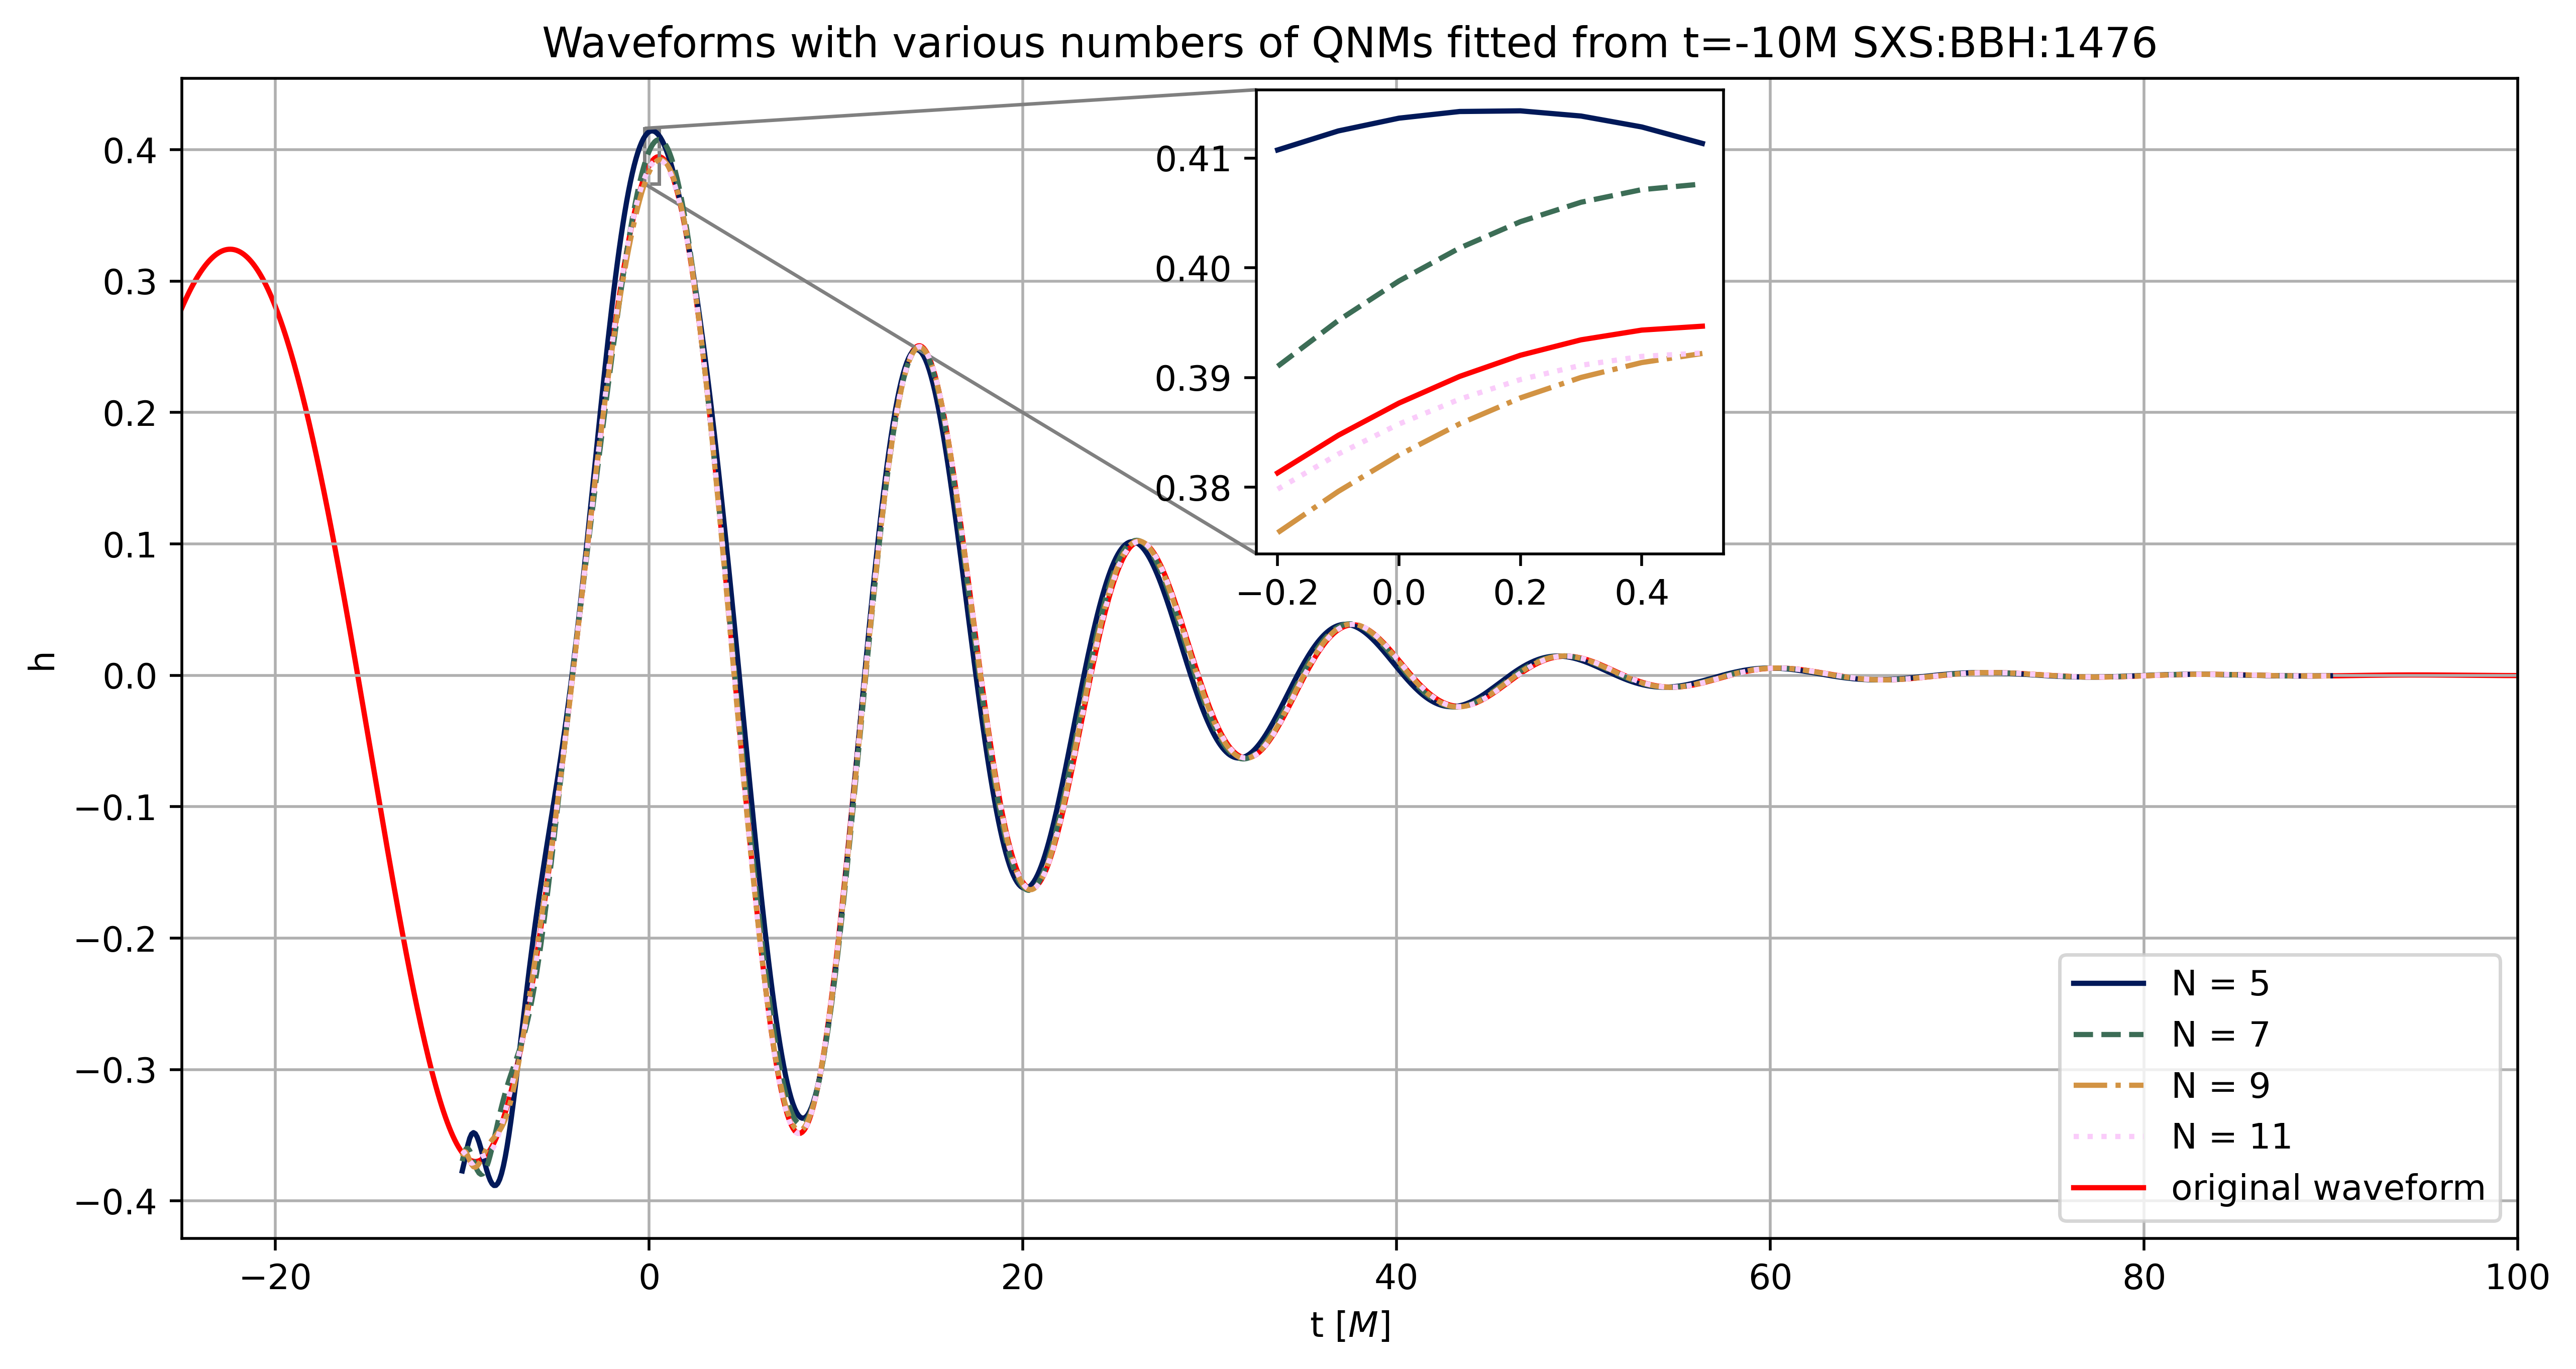 Waveforms with various numbers of QNMs fitted from t=-10M SXS:BBH:1476
h
0.4
0.3
0.2
0.1
0.0
−0.1
−0.2
−0.3
−0.4
0.41
0.40
0.39
0.38
−0.2 0.0 0.2 0.4
N = 5
N = 7
N = 9
N = 11
original waveform
−20 0 20 40 60 80 100
t [M]